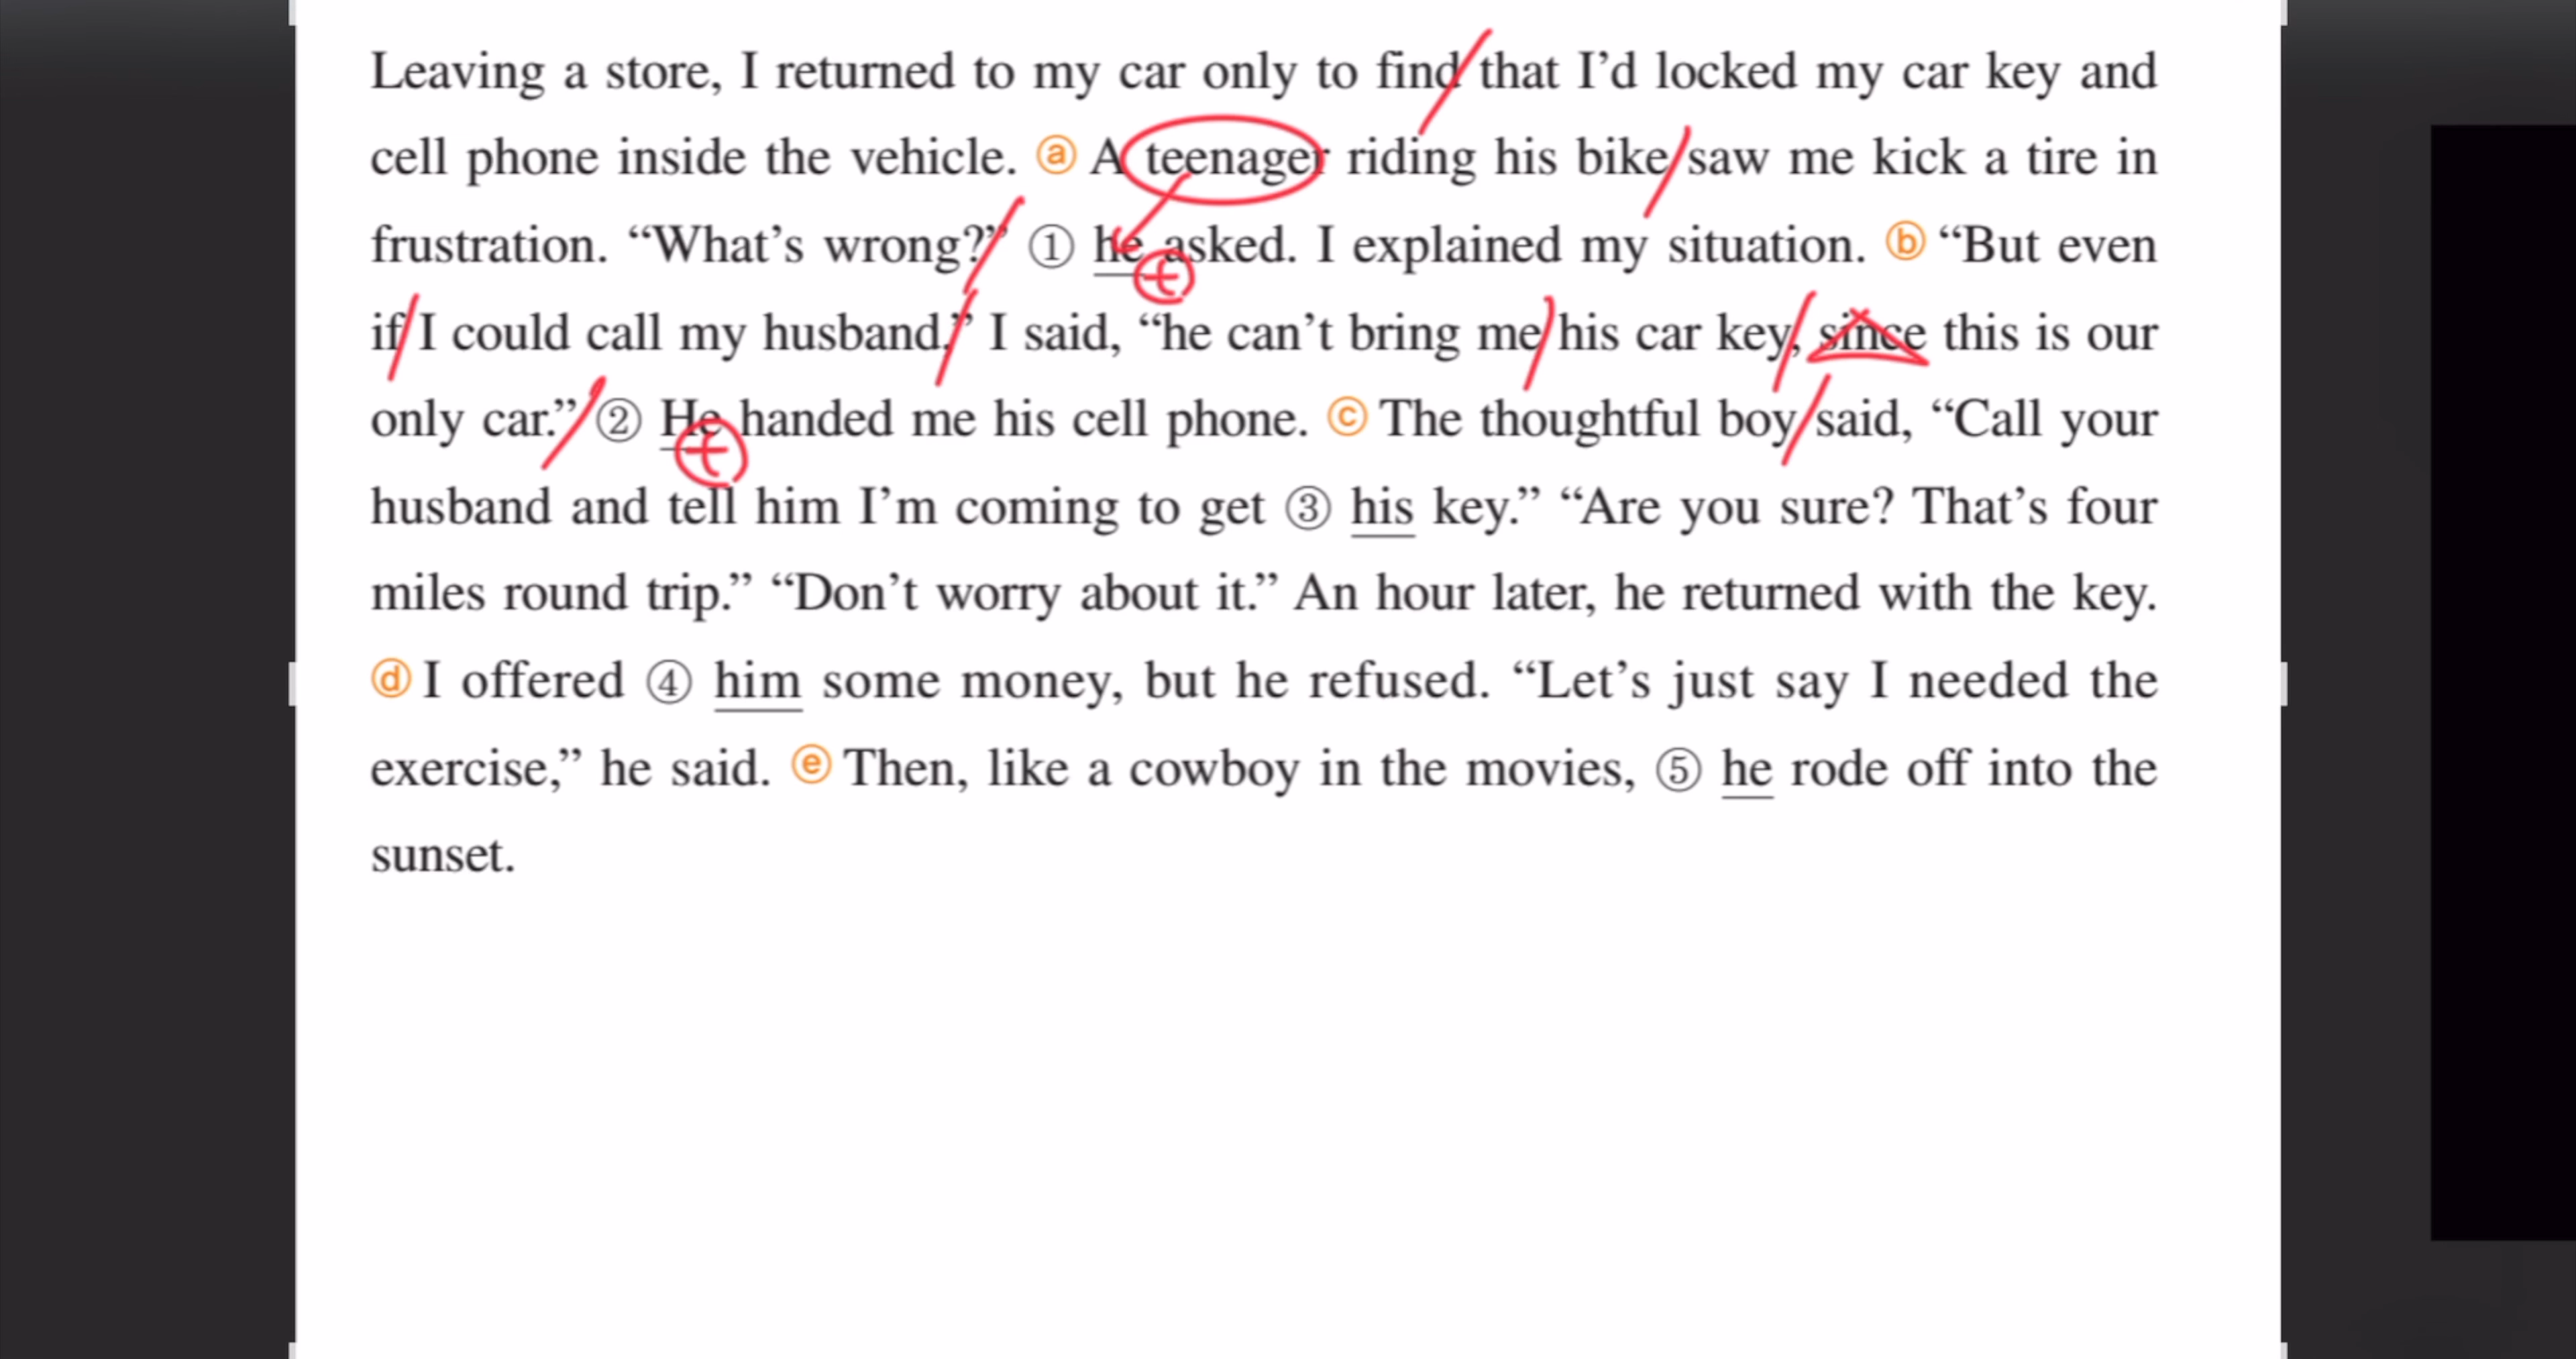 Leaving a store, I returned to my car only to find that I’d locked my car key and
cell phone inside the vehicle. ⓐ A teenager riding his bike saw me kick a tire in
frustration. “What’s wrong?” ① he asked. I explained my situation. ⓑ “But even
if I could call my husband.” I said, “he can’t bring me his car key, since this is our
only car.” ② He handed me his cell phone. ⓒ The thoughtful boy said, “Call your
husband and tell him I’m coming to get ③ his key.” “Are you sure? That’s four
miles round trip.” “Don’t worry about it.” An hour later, he returned with the key.
ⓓ I offered ④ him some money, but he refused. “Let’s just say I needed the
exercise,” he said. ⓔ Then, like a cowboy in the movies, ⑤ he rode off into the
sunset.